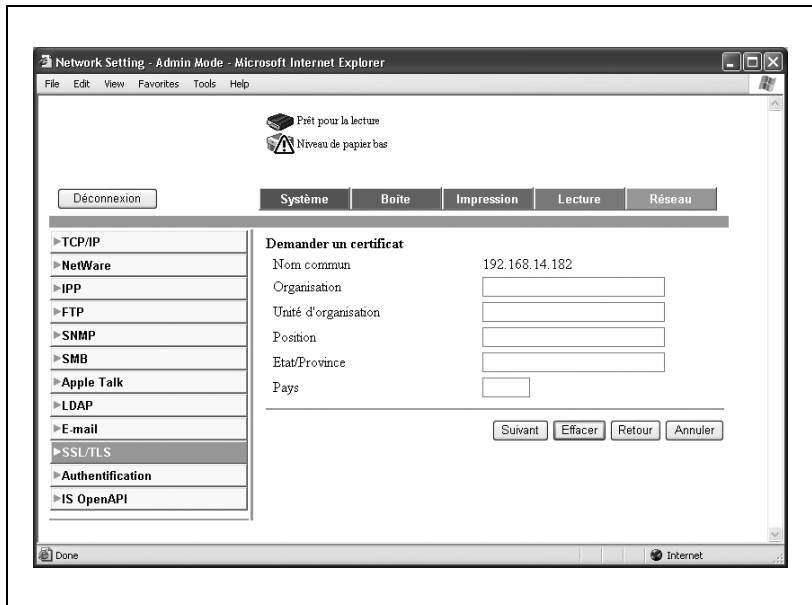 Network Setting - Admin Mode - Microsoft Internet Explorer
File Edit View Favorites Tools Help
Prêt pour la lecture
Niveau de papier bas
Déconnexion
Système Boîte Impression Lecture Réseau
TCP/IP
NetWare
IPP
FTP
SNMP
SMB
Apple Talk
LDAP
E-mail
SSL/TLS
Authentification
IS OpenAPI
Demander un certificat
Nom commun 192.168.14.182
Organisation
Unité d'organisation
Position
Etat/Province
Pays
Suivant Effacer Retour Annuler
Done Internet